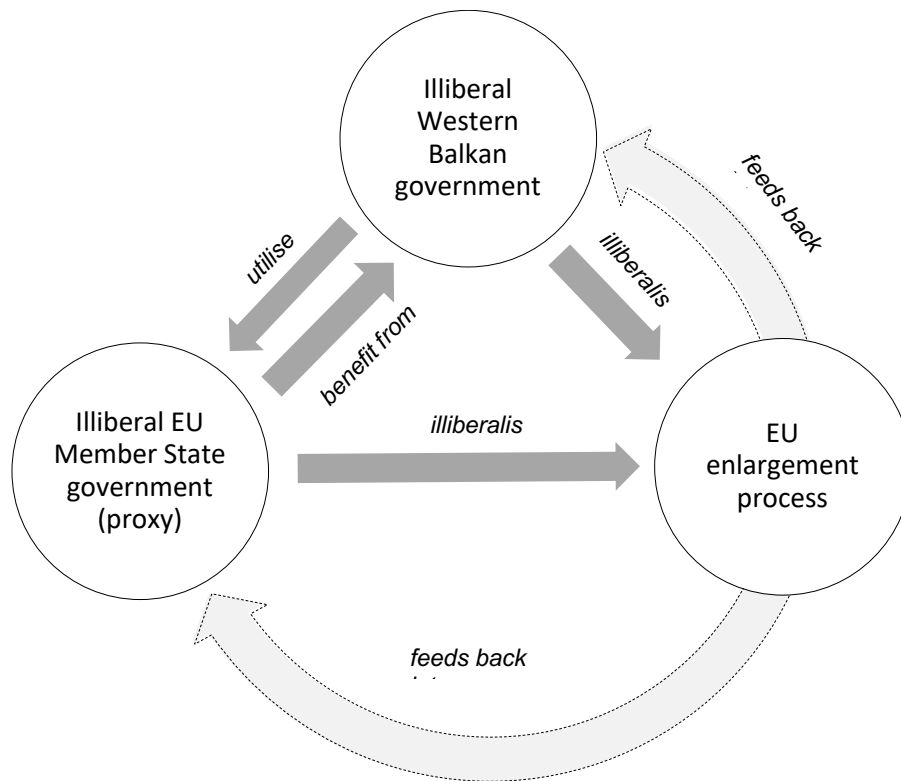 Illiberal
Western
Balkan
government
feeds back
utilise
illiberalis
benefit from
Illiberal EU
Member State
government
(proxy)
illiberalis
EU
enlargement
process
feeds back